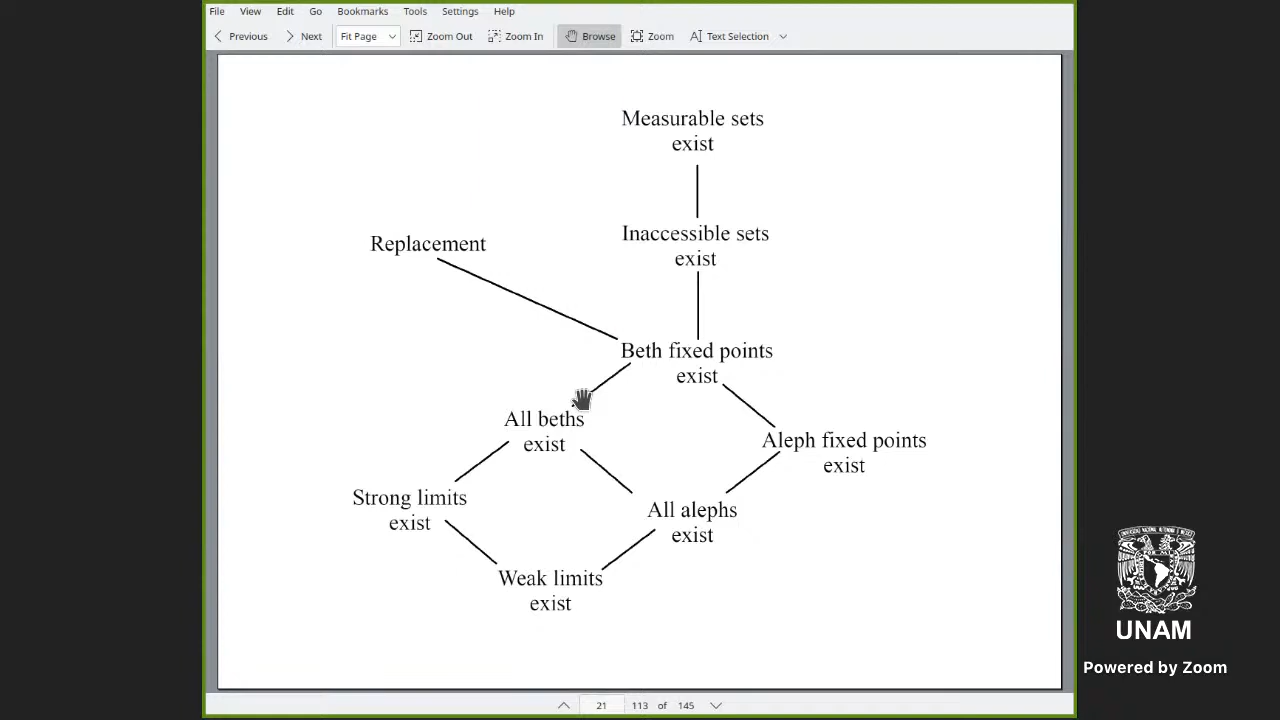 File View Edit Go Bookmarks Tools Settings Help
Previous Next Fit Page Zoom Out Zoom In Browse Zoom Text Selection
Measurable sets
exist
Replacement
Inaccessible sets
exist
Beth fixed points
exist
All beths
exist
Aleph fixed points
exist
Strong limits
exist
All alephs
exist
Weak limits
exist
UNAM
Powered by Zoom
21 113 of 145